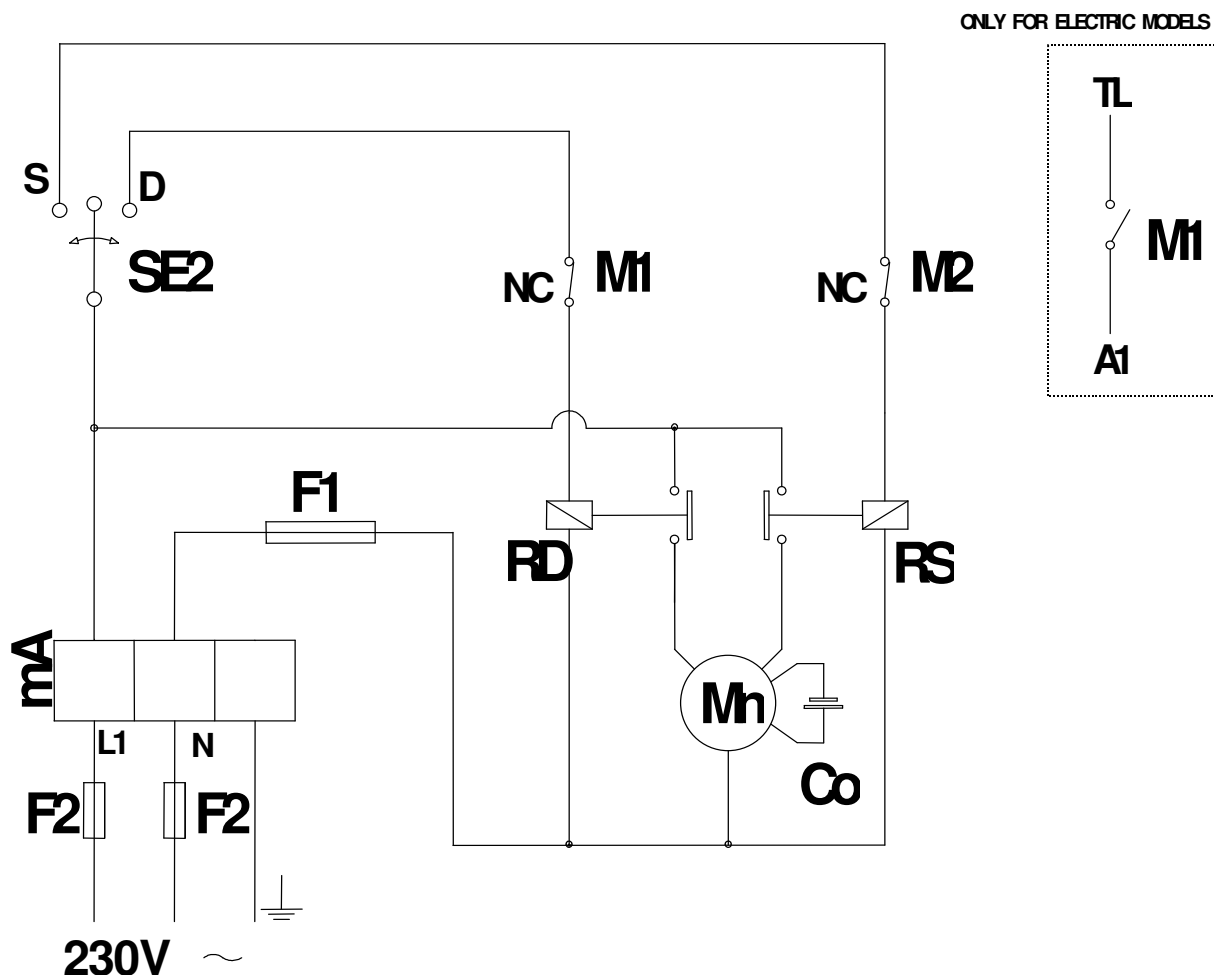 ONLY FOR ELECTRIC MODELS
TL
S
D
M1
SE2
NC
M1
NC
M2
A1
F1
RD
RS
mA
Mn
L1
N
Co
F2
F2
230V ~